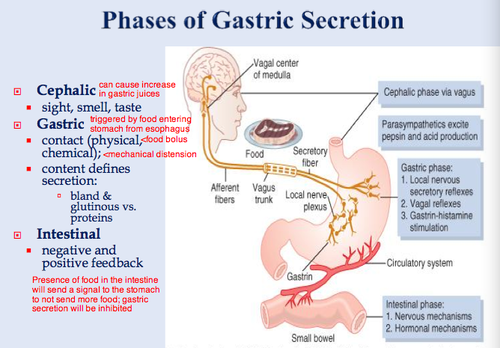 Phases of Gastric Secretion
Cephalic can cause increase
in gastric juices
sight, smell, taste
Gastric triggered by food entering
stomach from esophagus
contact (physical, <food bolus
chemical); <mechanical distension
content defines
secretion:
bland &
glutinous vs.
proteins
Intestinal
negative and
positive feedback
Presence of food in the intestine
will send a signal to the stomach
to not send more food; gastric
secretion will be inhibited
Vagal center
of medulla
Food
Secretory
fiber
Afferent
fibers
Vagus
trunk
Local nerve
plexus
Gastrin
Small bowel
Cephalic phase via vagus
Parasympathetics excite
pepsin and acid production
Gastric phase:
1. Local nervous
secretory reflexes
2. Vagal reflexes
3. Gastrin-histamine
stimulation
Circulatory system
Intestinal phase:
1. Nervous mechanisms
2. Hormonal mechanisms